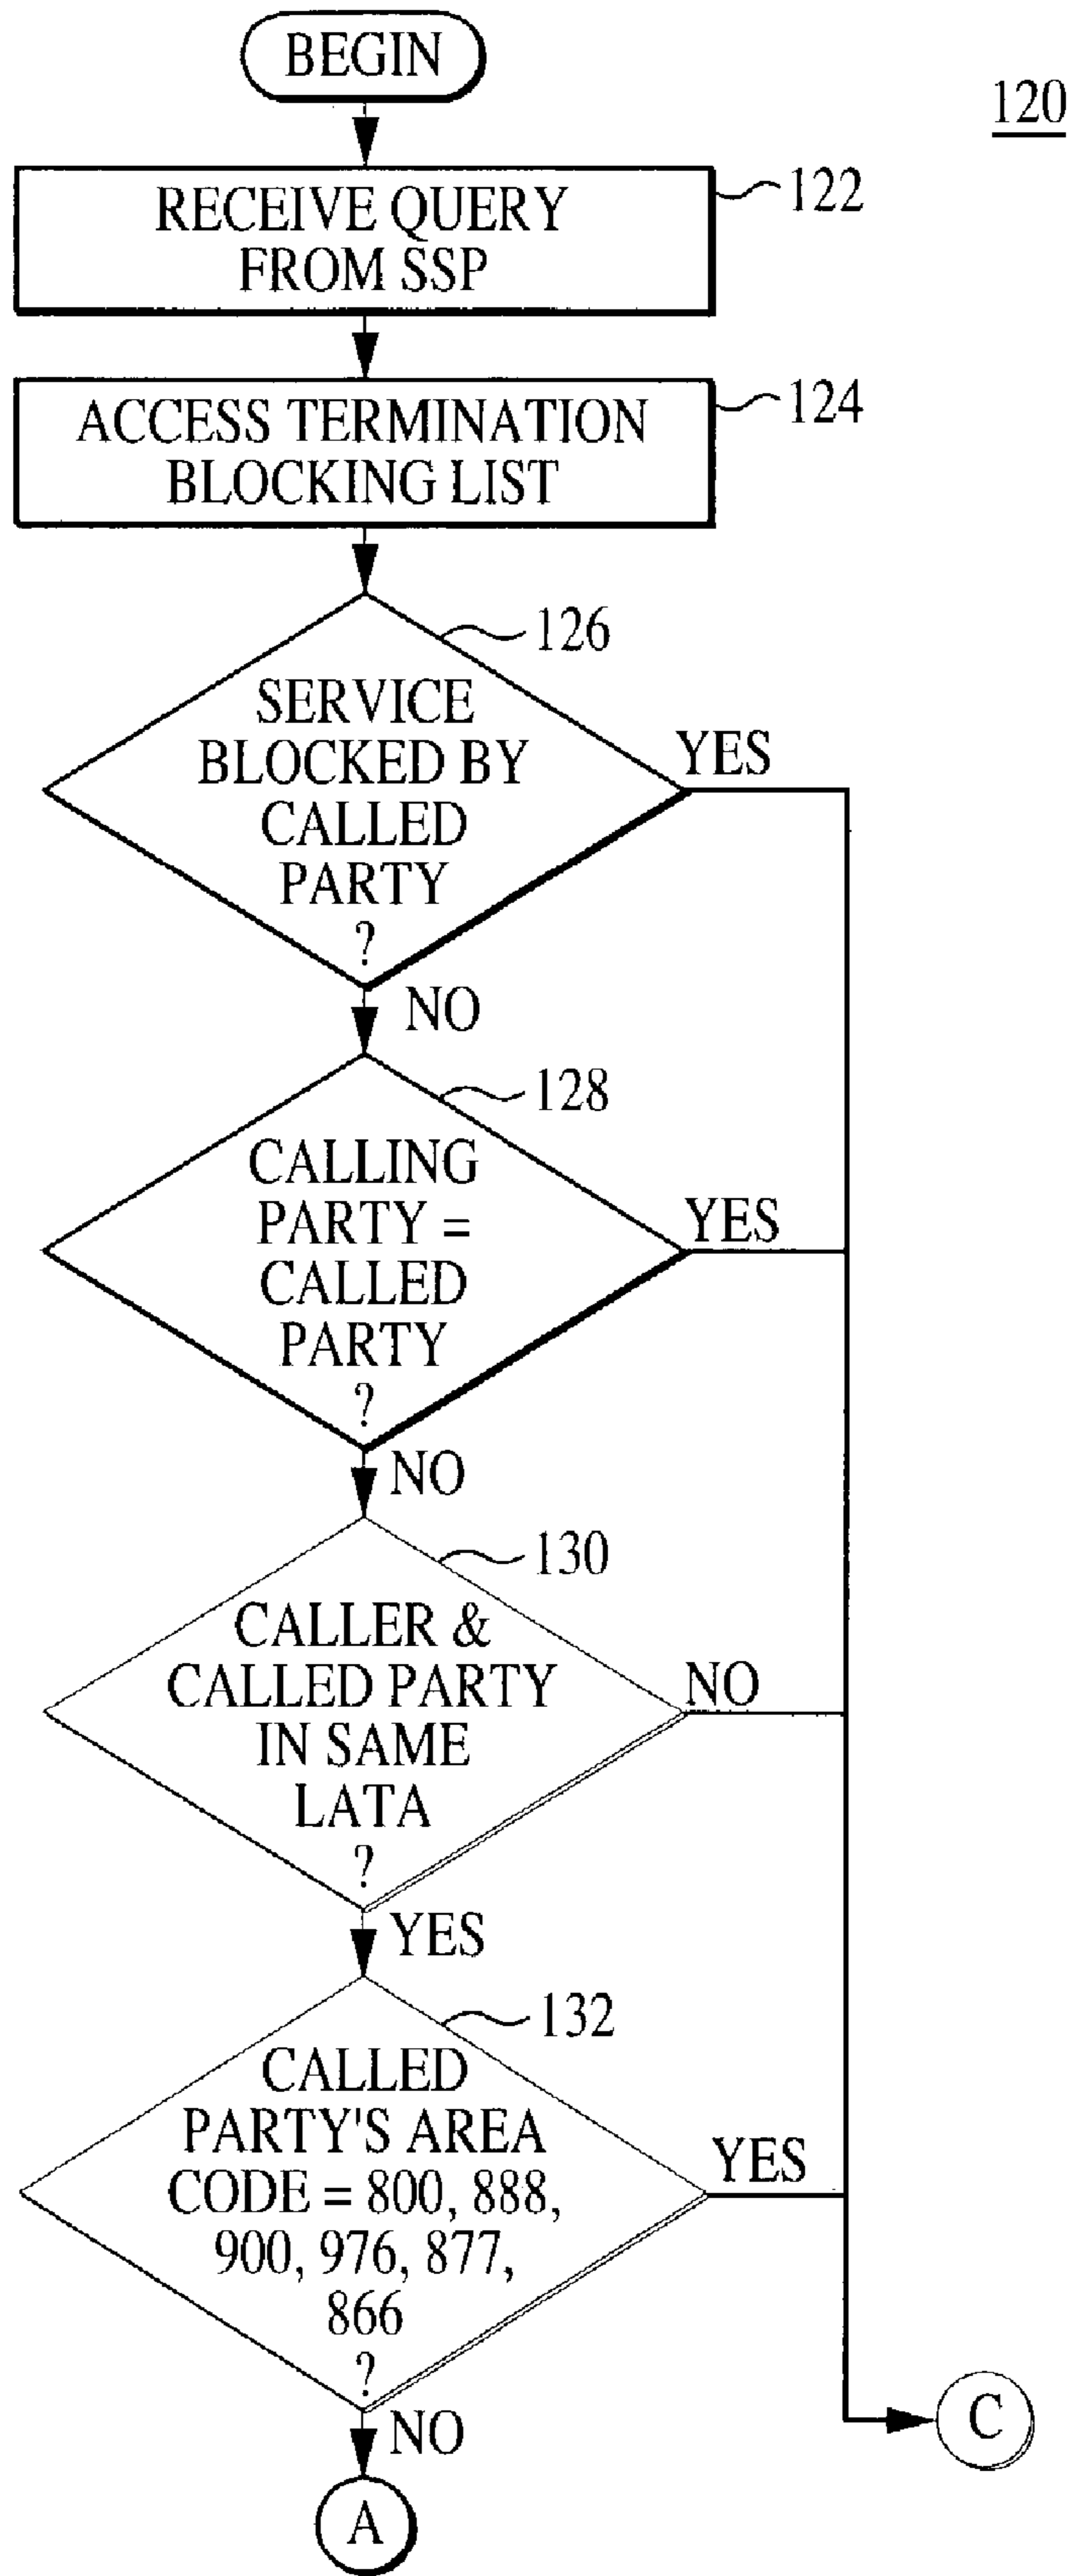 BEGIN
120
RECEIVE QUERY
FROM SSP
122
ACCESS TERMINATION
BLOCKING LIST
124
126
SERVICE
BLOCKED BY
CALLED
PARTY
?
YES
NO
128
CALLING
PARTY =
CALLED
PARTY
?
YES
NO
130
CALLER &
CALLED PARTY
IN SAME
LATA
?
NO
YES
132
CALLED
PARTY'S AREA
CODE = 800, 888,
900, 976, 877,
866
?
YES
NO
C
A